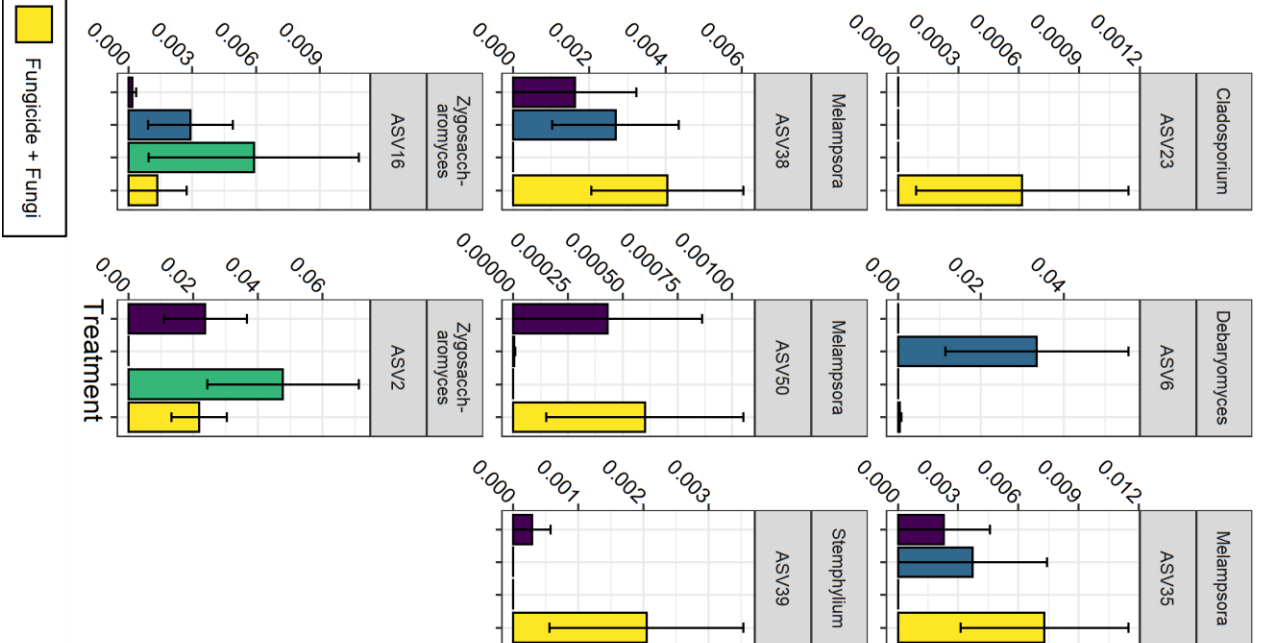 Cladosporium
ASV23
0.0012
0.0009
0.0006
0.0003
0.0000
Debaryomyces
ASV6
0.04
0.02
0.00
Melampsora
ASV35
0.012
0.009
0.006
0.003
0.000
Melampsora
ASV38
0.006
0.004
0.002
0.000
Melampsora
ASV50
0.00100
0.00075
0.00050
0.00025
0.00000
Stemphylium
ASV39
0.003
0.002
0.001
0.000
Zygosacch-
aromyces
ASV16
0.009
0.006
0.003
0.000
Zygosacch-
aromyces
ASV2
0.06
0.04
0.02
0.00
Treatment
Fungicide + Fungi